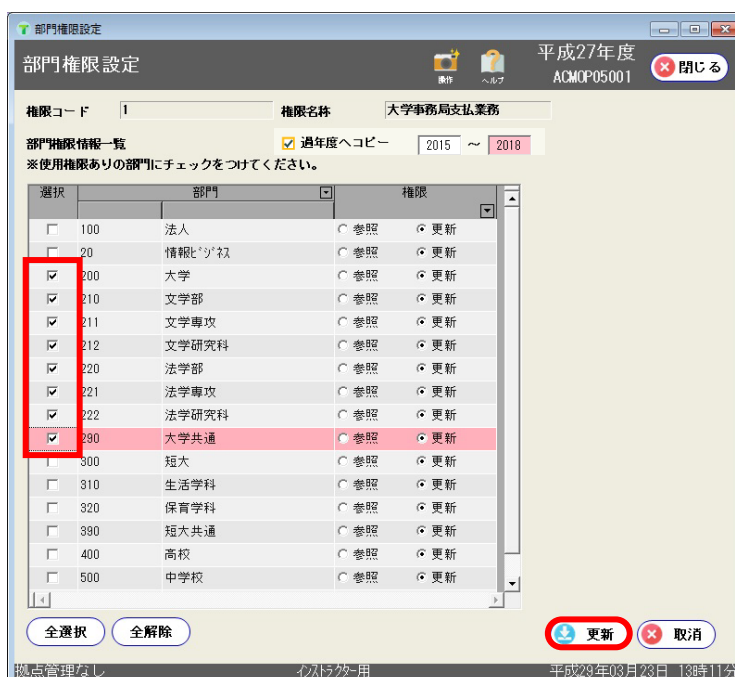 部門権限設定
部門権限設定 操作 ヘルプ 平成27年度 ACMOP05001 閉じる
権限コード 1 権限名称 大学事務局支払業務
部門権限情報一覧 過年度へコピー 2015 ～ 2018
※使用権限ありの部門にチェックをつけてください。
選択 部門 権限
100 法人 参照 更新
20 情報ﾋﾞｼﾞﾈｽ 参照 更新
200 大学 参照 更新
210 文学部 参照 更新
211 文学専攻 参照 更新
212 文学研究科 参照 更新
220 法学部 参照 更新
221 法学専攻 参照 更新
222 法学研究科 参照 更新
290 大学共通 参照 更新
300 短大 参照 更新
310 生活学科 参照 更新
320 保育学科 参照 更新
390 短大共通 参照 更新
400 高校 参照 更新
500 中学校 参照 更新
全選択 全解除 更新 取消
拠点管理なし ｲﾝｽﾄﾗｸﾀｰ用 平成29年03月23日 13時11分